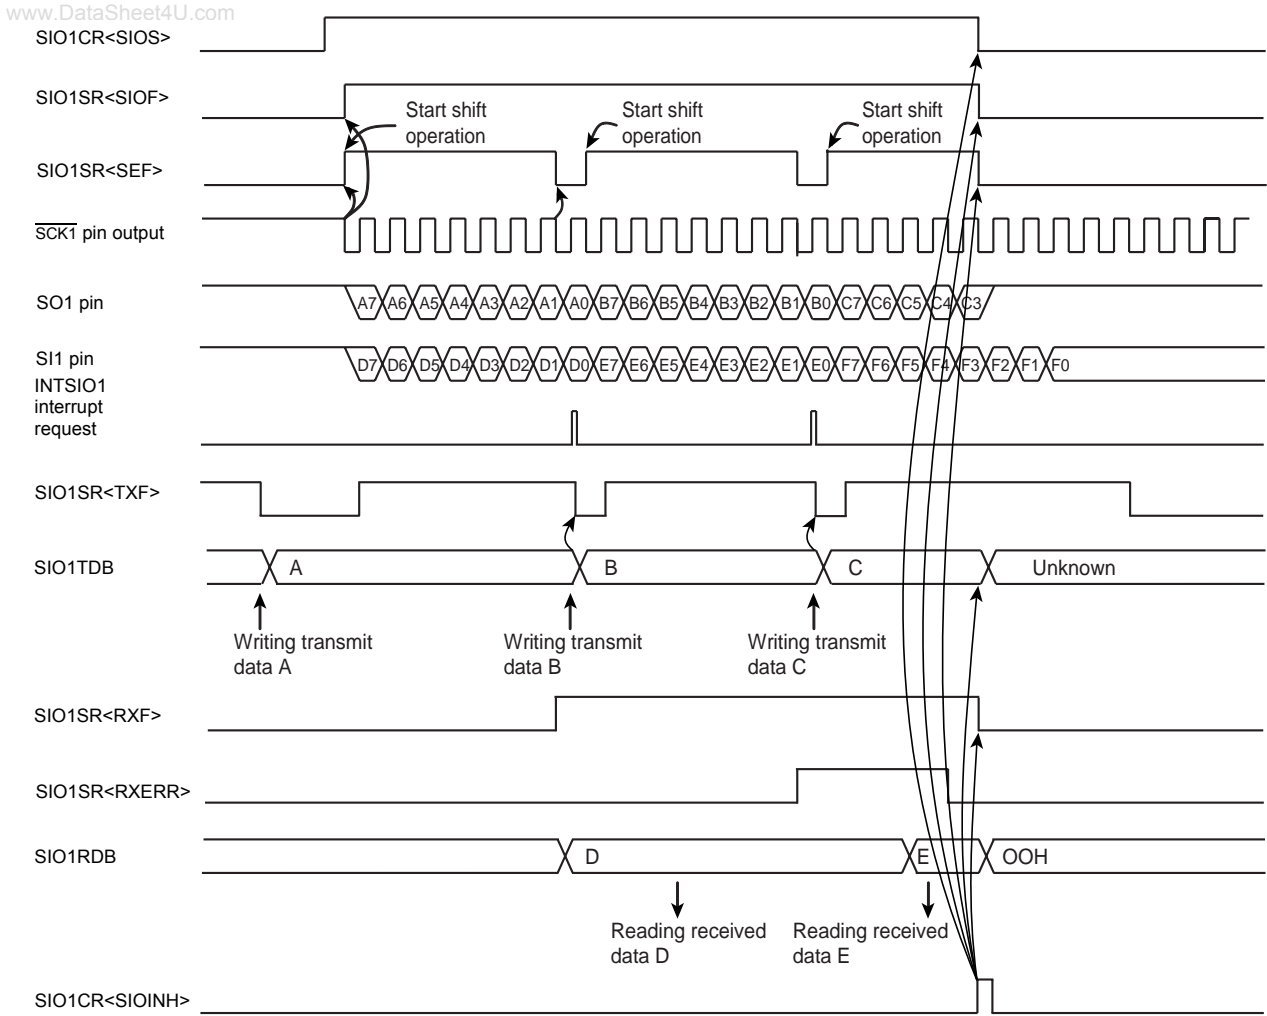 www.DataSheet4U.com
SIO1CR<SIOS>
SIO1SR<SIOF>
Start shift
operation
Start shift
operation
Start shift
operation
SIO1SR<SEF>
SCK1 pin output
SO1 pin
A7 A6 A5 A4 A3 A2 A1 A0 B7 B6 B5 B4 B3 B2 B1 B0 C7 C6 C5 C4 C3
SI1 pin
D7 D6 D5 D4 D3 D2 D1 D0 E7 E6 E5 E4 E3 E2 E1 E0 F7 F6 F5 F4 F3 F2 F1 F0
INTSIO1
interrupt
request
SIO1SR<TXF>
SIO1TDB
A B C Unknown
Writing transmit
data A
Writing transmit
data B
Writing transmit
data C
SIO1SR<RXF>
SIO1SR<RXERR>
SIO1RDB
D E OOH
Reading received
data D
Reading received
data E
SIO1CR<SIOINH>